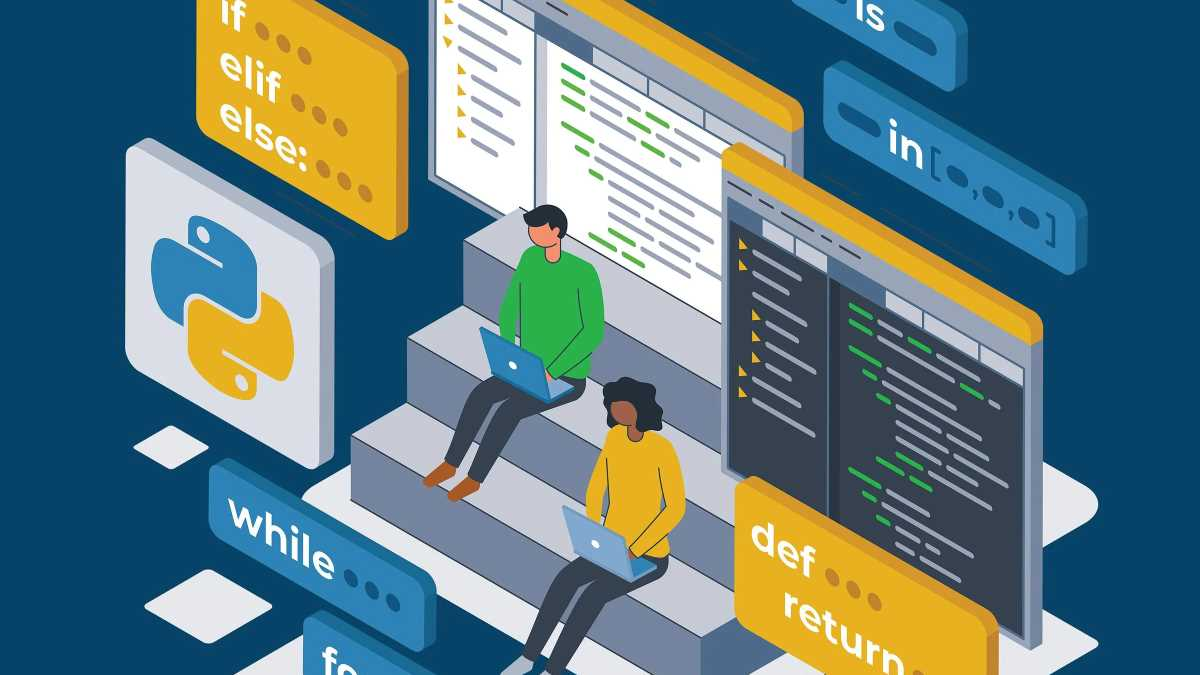 if
elif
else:
is
in [ , , ]
while
def
return